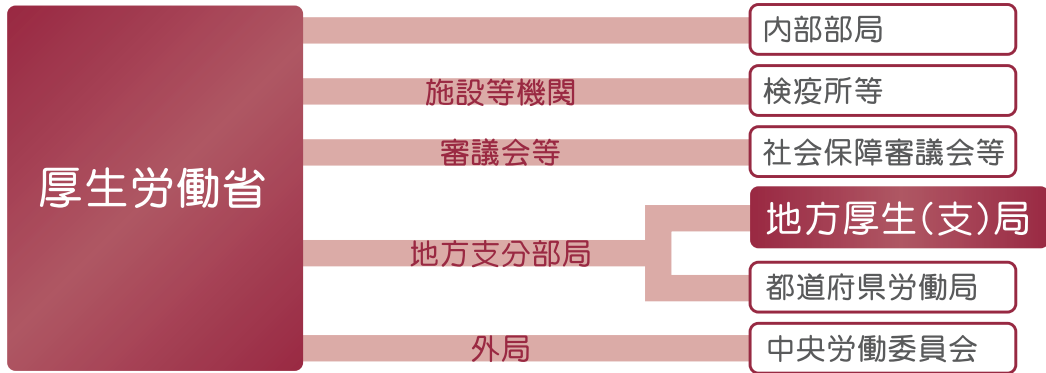 厚生労働省
内部部局
施設等機関
検疫所等
審議会等
社会保障審議会等
地方支分部局
地方厚生(支)局
都道府県労働局
外局
中央労働委員会